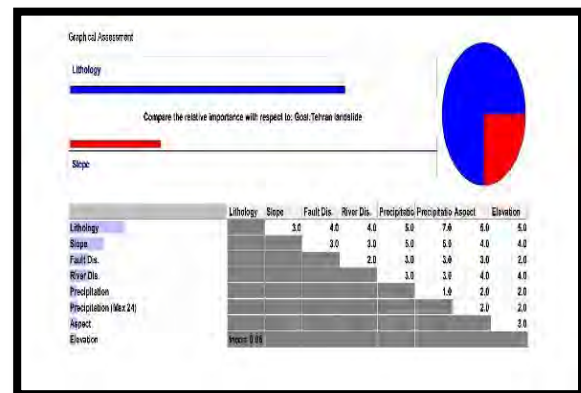 Graphical Assessment
Lithology
Compare the relative importance with respect to: Goal: Tehran landslide
Slope
Lithology Slope Fault Dis. River Dis. Precipitatio Precipitatio Aspect Elevation
Lithology 3.0 4.0 4.0 5.0 7.0 5.0 5.0
Slope 3.0 3.0 5.0 5.0 4.0 4.0
Fault Dis. 2.0 3.0 3.0 3.0 2.0
River Dis. 3.0 3.0 4.0 4.0
Precipitation 1.0 2.0 2.0
Precipitation (Max 24) 2.0 2.0
Aspect 3.0
Elevation Incon: 0.06